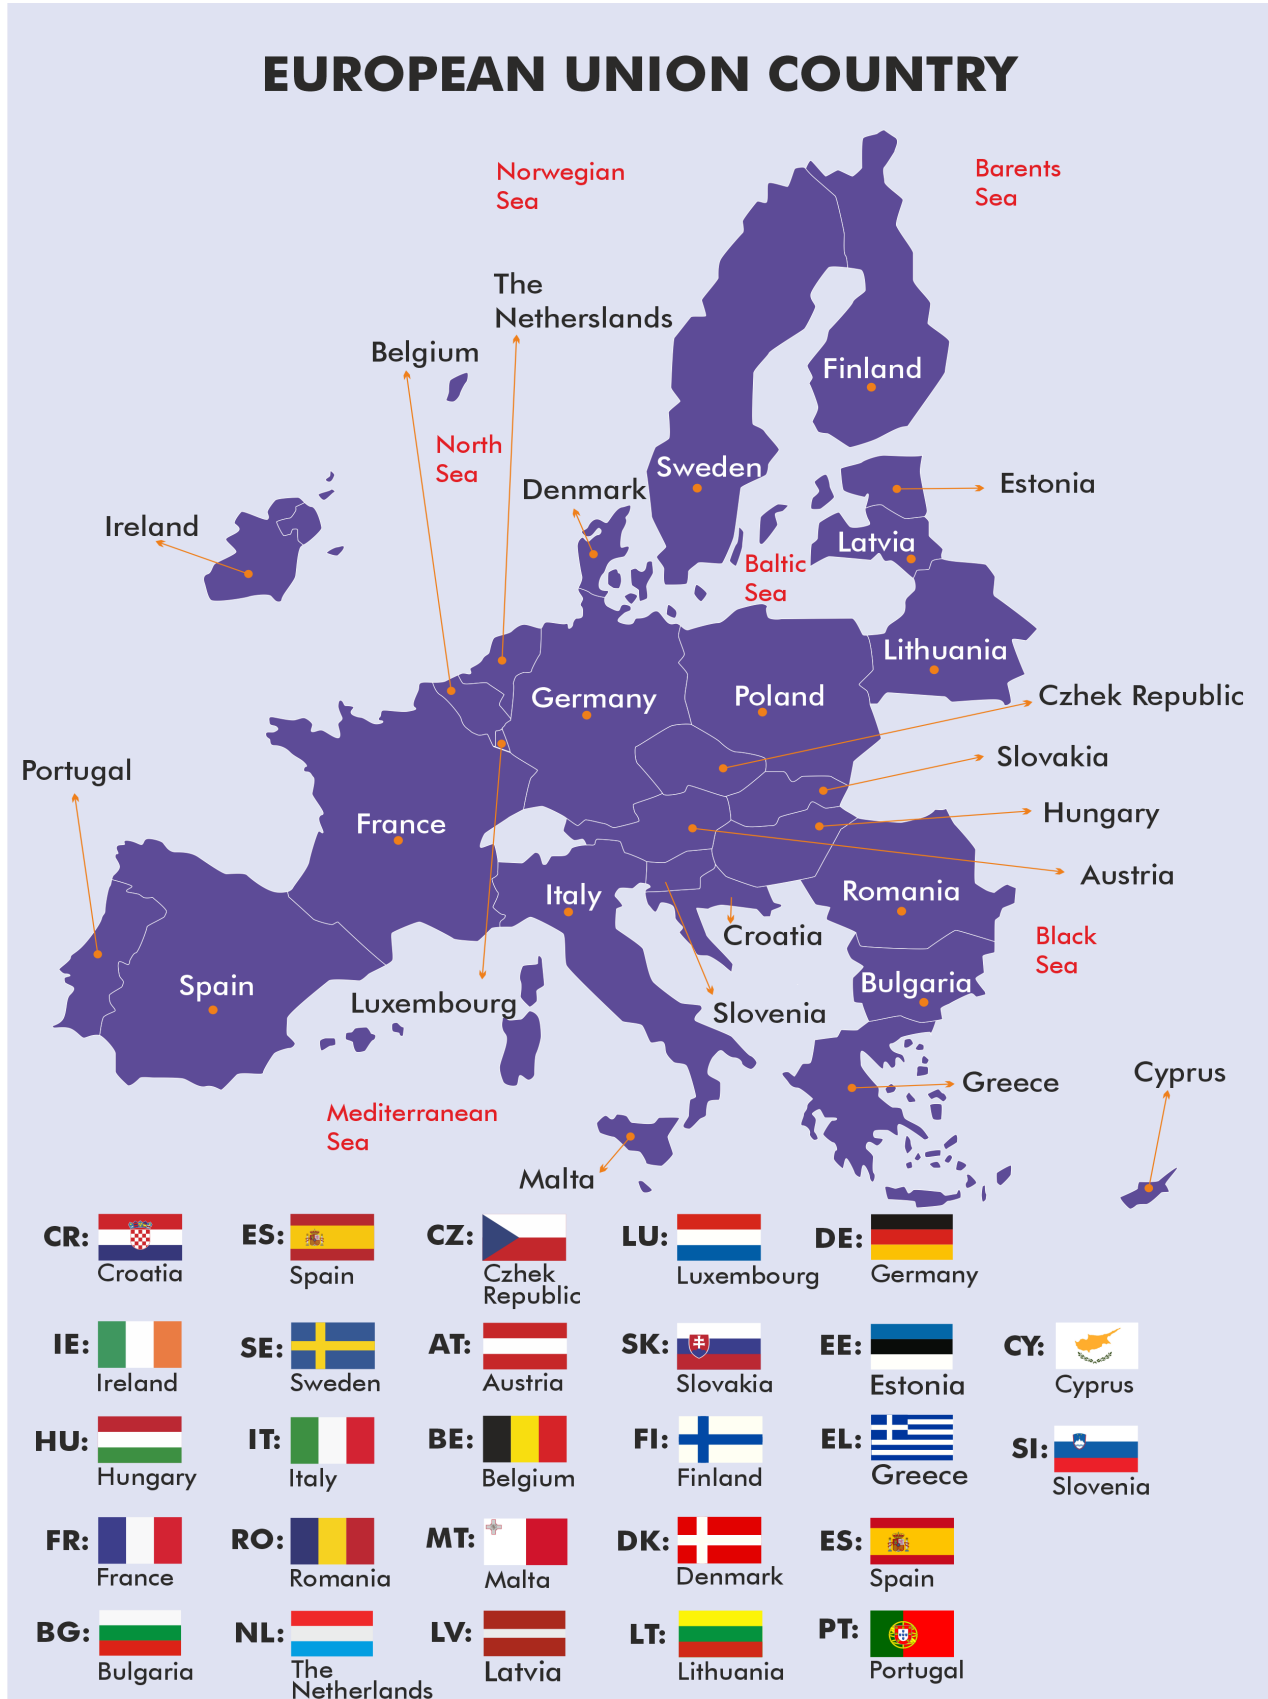 EUROPEAN UNION COUNTRY
Norwegian
Sea
Barents
Sea
The
Netherslands
Belgium
Finland
North
Sea
Sweden
Denmark
Estonia
Ireland
Latvia
Baltic
Sea
Lithuania
Germany
Poland
Czhek Republic
Slovakia
Portugal
Hungary
France
Austria
Italy
Romania
Croatia
Black
Sea
Spain
Bulgaria
Luxembourg
Slovenia
Greece
Cyprus
Mediterranean
Sea
Malta
CR:
Croatia
ES:
Spain
CZ:
Czhek
Republic
LU:
Luxembourg
DE:
Germany
IE:
Ireland
SE:
Sweden
AT:
Austria
SK:
Slovakia
EE:
Estonia
CY:
Cyprus
HU:
Hungary
IT:
Italy
BE:
Belgium
FI:
Finland
EL:
Greece
SI:
Slovenia
FR:
France
RO:
Romania
MT:
Malta
DK:
Denmark
ES:
Spain
BG:
Bulgaria
NL:
The
Netherlands
LV:
Latvia
LT:
Lithuania
PT:
Portugal